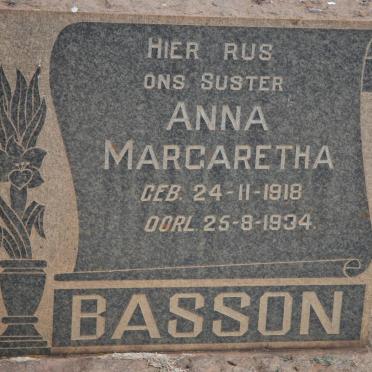 HIER RUS
ONS SUSTER
ANNA
MARGARETHA
GEB. 24-11-1918
OORL. 25-8-1934.
BASSON